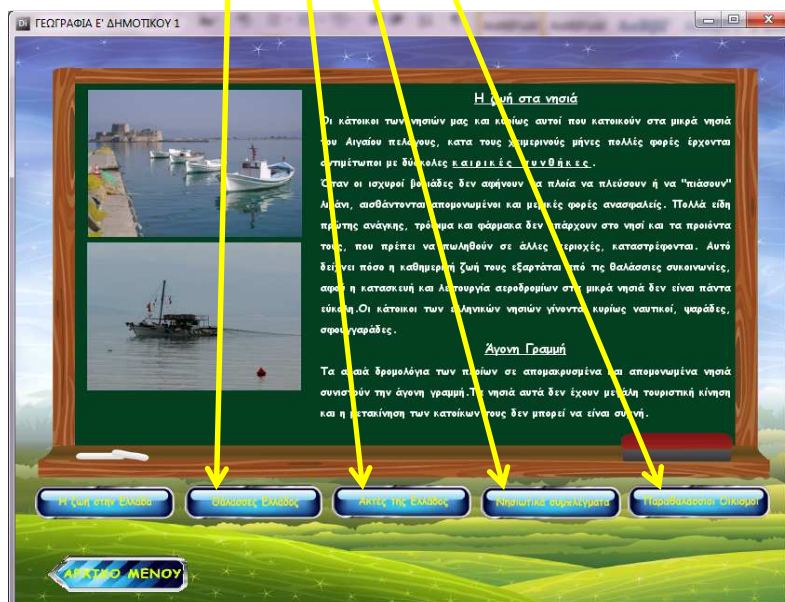 ΓΕΩΓΡΑΦΙΑ Ε' ΔΗΜΟΤΙΚΟΥ 1
Η ζωή στα νησιά
Οι κάτοικοι των νησιών μας και κυρίως αυτοί που κατοικούν στα μικρά νησιά
του Αιγαίου πελάγους, κατα τους χειμερινούς μήνες πολλές φορές έρχονται
αντιμέτωποι με δύσκολες καιρικές συνθήκες.
Όταν οι ισχυροί βοριάδες δεν αφήνουν τα πλοία να πλεύσουν ή να "πιάσουν"
λιμάνι, αισθάντονται απομονωμένοι και μερικές φορές ανασφαλείς. Πολλά είδη
πρώτης ανάγκης, τρόφιμα και φάρμακα δεν υπάρχουν στο νησί και τα προιόντα
τους, που πρέπει να πωληθούν σε άλλες περιοχές, καταστρέφονται. Αυτό
δείχνει πόσο η καθημερινή ζωή τους εξαρτάται από τις θαλάσσιες συκοινωνίες,
αφού η κατασκευή και λειτουργία αεροδρομίων στα μικρά νησιά δεν είναι πάντα
εύκολη.Οι κάτοικοι των ελληνικών νησιών γίνονται κυρίως ναυτικοί, ψαράδες,
σφουγγαράδες.
Άγονη Γραμμή
Τα αραιά δρομολόγια των πλοίων σε απομακρυσμένα και απομονωμένα νησιά
συνιστούν την άγονη γραμμή.Τα νησιά αυτά δεν έχουν μεγάλη τουριστική κίνηση
και η μετακίνηση των κατοίκων τους δεν μπορεί να είναι συχνή.
Η ζωή στην Ελλάδα
Θάλασσες Ελλάδος
Ακτές της Ελλάδος
Νησιωτικά συμπλέγματα
Παραθαλάσσιοι Οικισμοί
ΑΡΧΙΚΟ ΜΕΝΟΥ